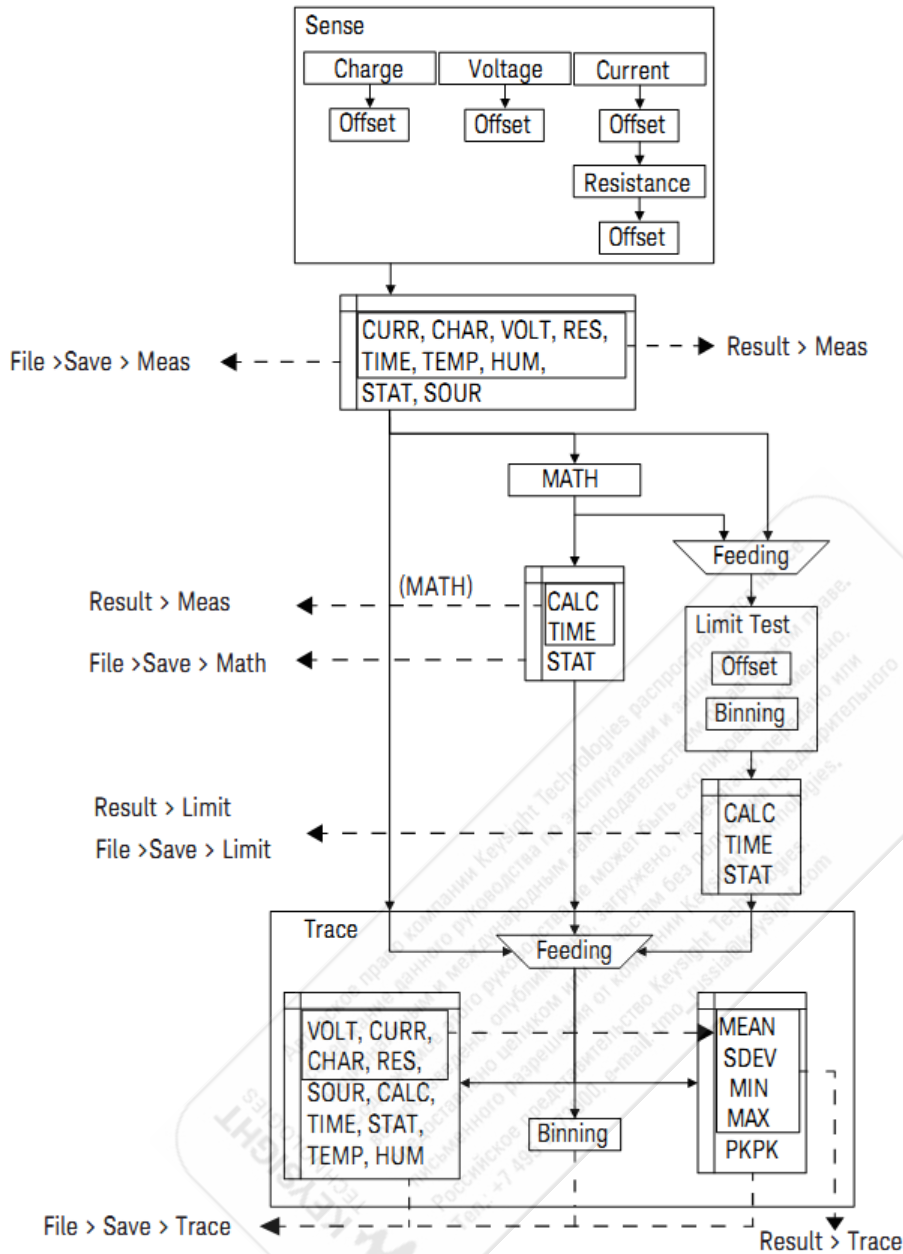 Sense
Charge Voltage Current
Offset Offset Offset
Resistance
Offset
CURR, CHAR, VOLT, RES,
TIME, TEMP, HUM,
STAT, SOUR
File >Save > Meas
Result > Meas
MATH
Feeding
(MATH)
Result > Meas
CALC
TIME
STAT
File >Save > Math
Limit Test
Offset
Binning
Result > Limit
File >Save > Limit
CALC
TIME
STAT
Trace
Feeding
VOLT, CURR,
CHAR, RES,
SOUR, CALC,
TIME, STAT,
TEMP, HUM
Binning
MEAN
SDEV
MIN
MAX
PKPK
File > Save > Trace
Result > Trace
KEYSIGHT
TECHNOLOGIES